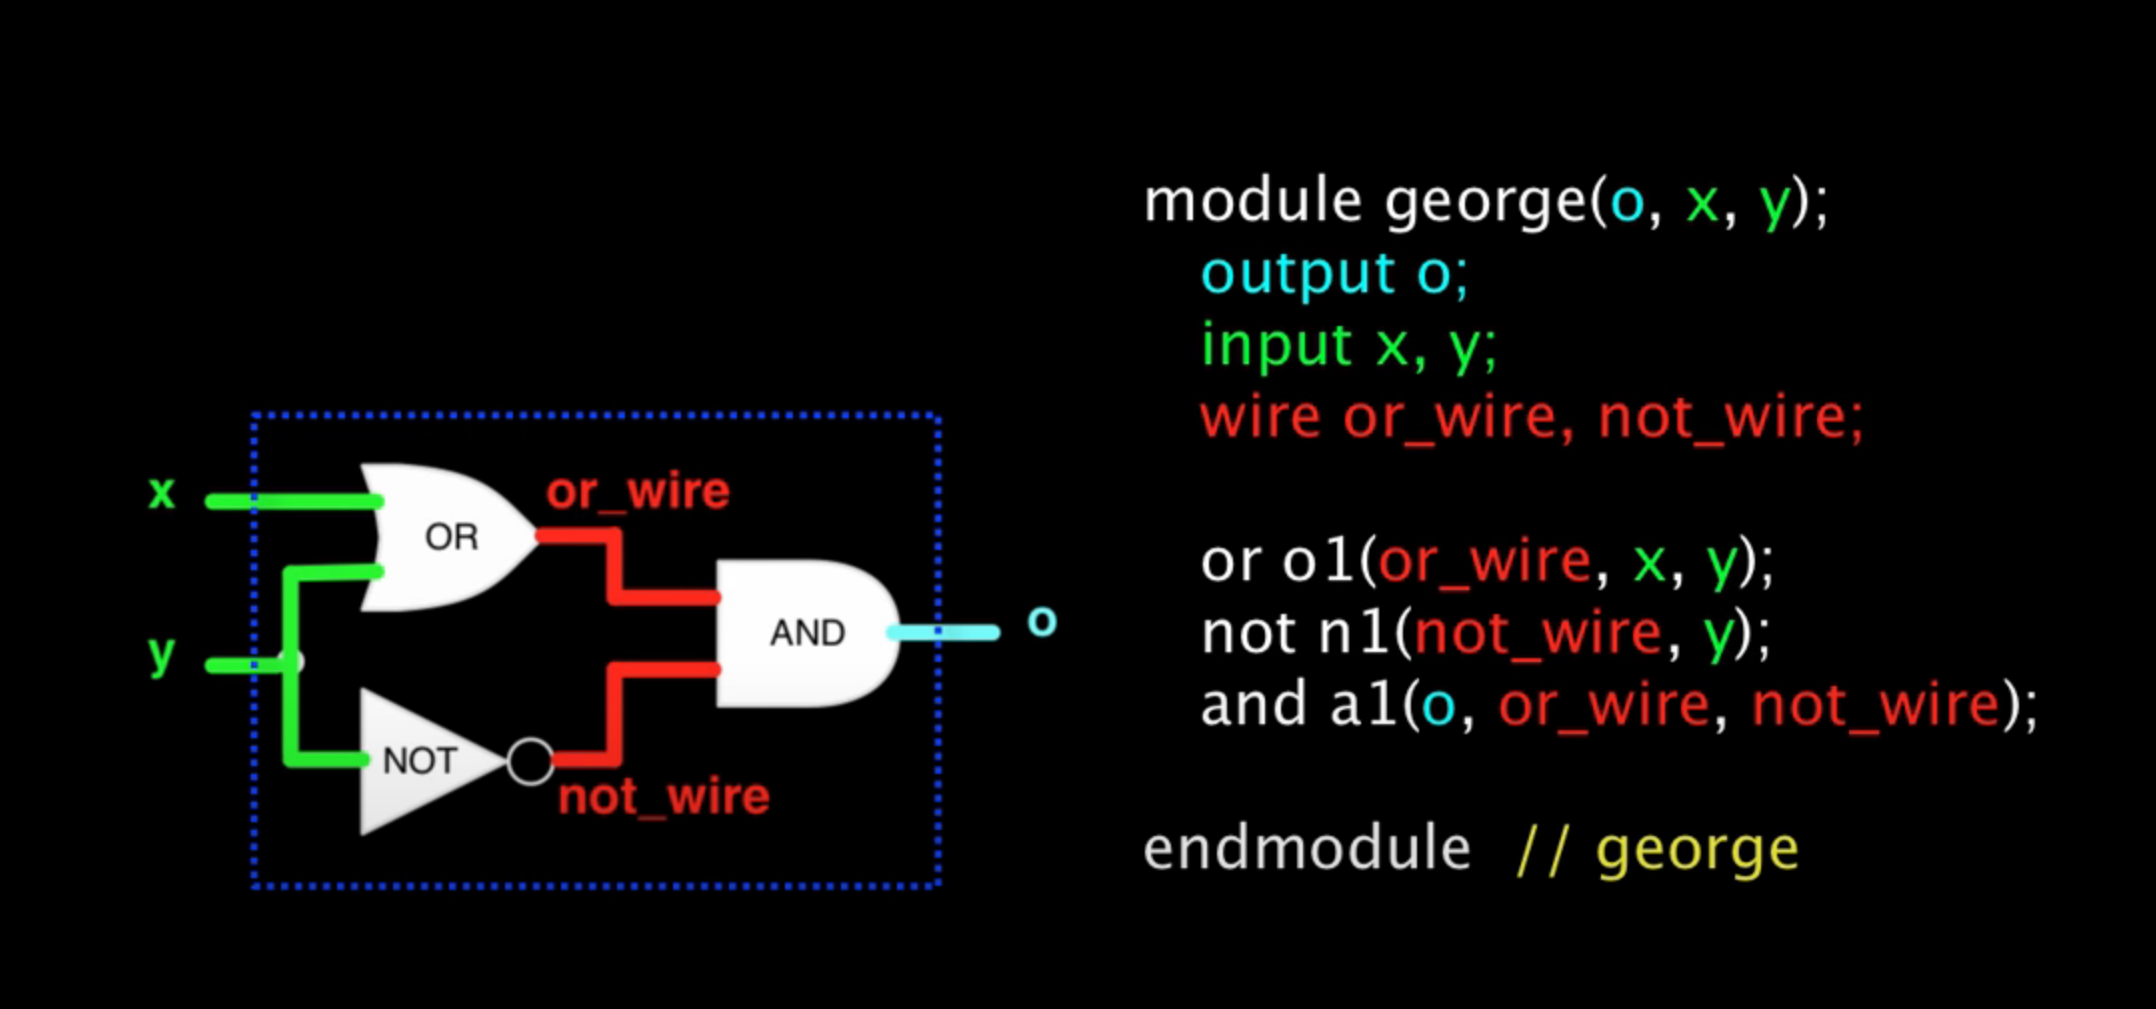 x
y
OR
or_wire
NOT
not_wire
AND
o
module george(o, x, y);
output o;
input x, y;
wire or_wire, not_wire;
or o1(or_wire, x, y);
not n1(not_wire, y);
and a1(o, or_wire, not_wire);
endmodule // george